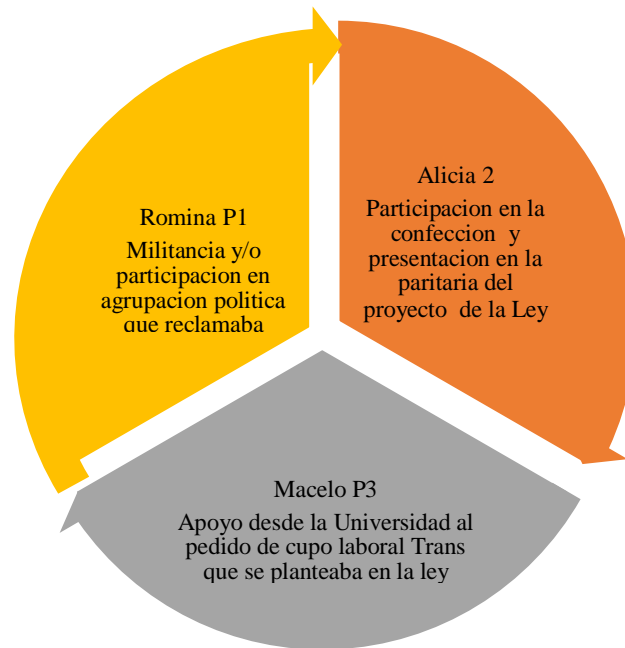 Romina P1
Militancia y/o
participacion en
agrupacion politica
que reclamaba
Alicia 2
Participacion en la
confeccion y
presentacion en la
paritaria del
proyecto de la Ley
Macelo P3
Apoyo desde la Universidad al
pedido de cupo laboral Trans
que se planteaba en la ley